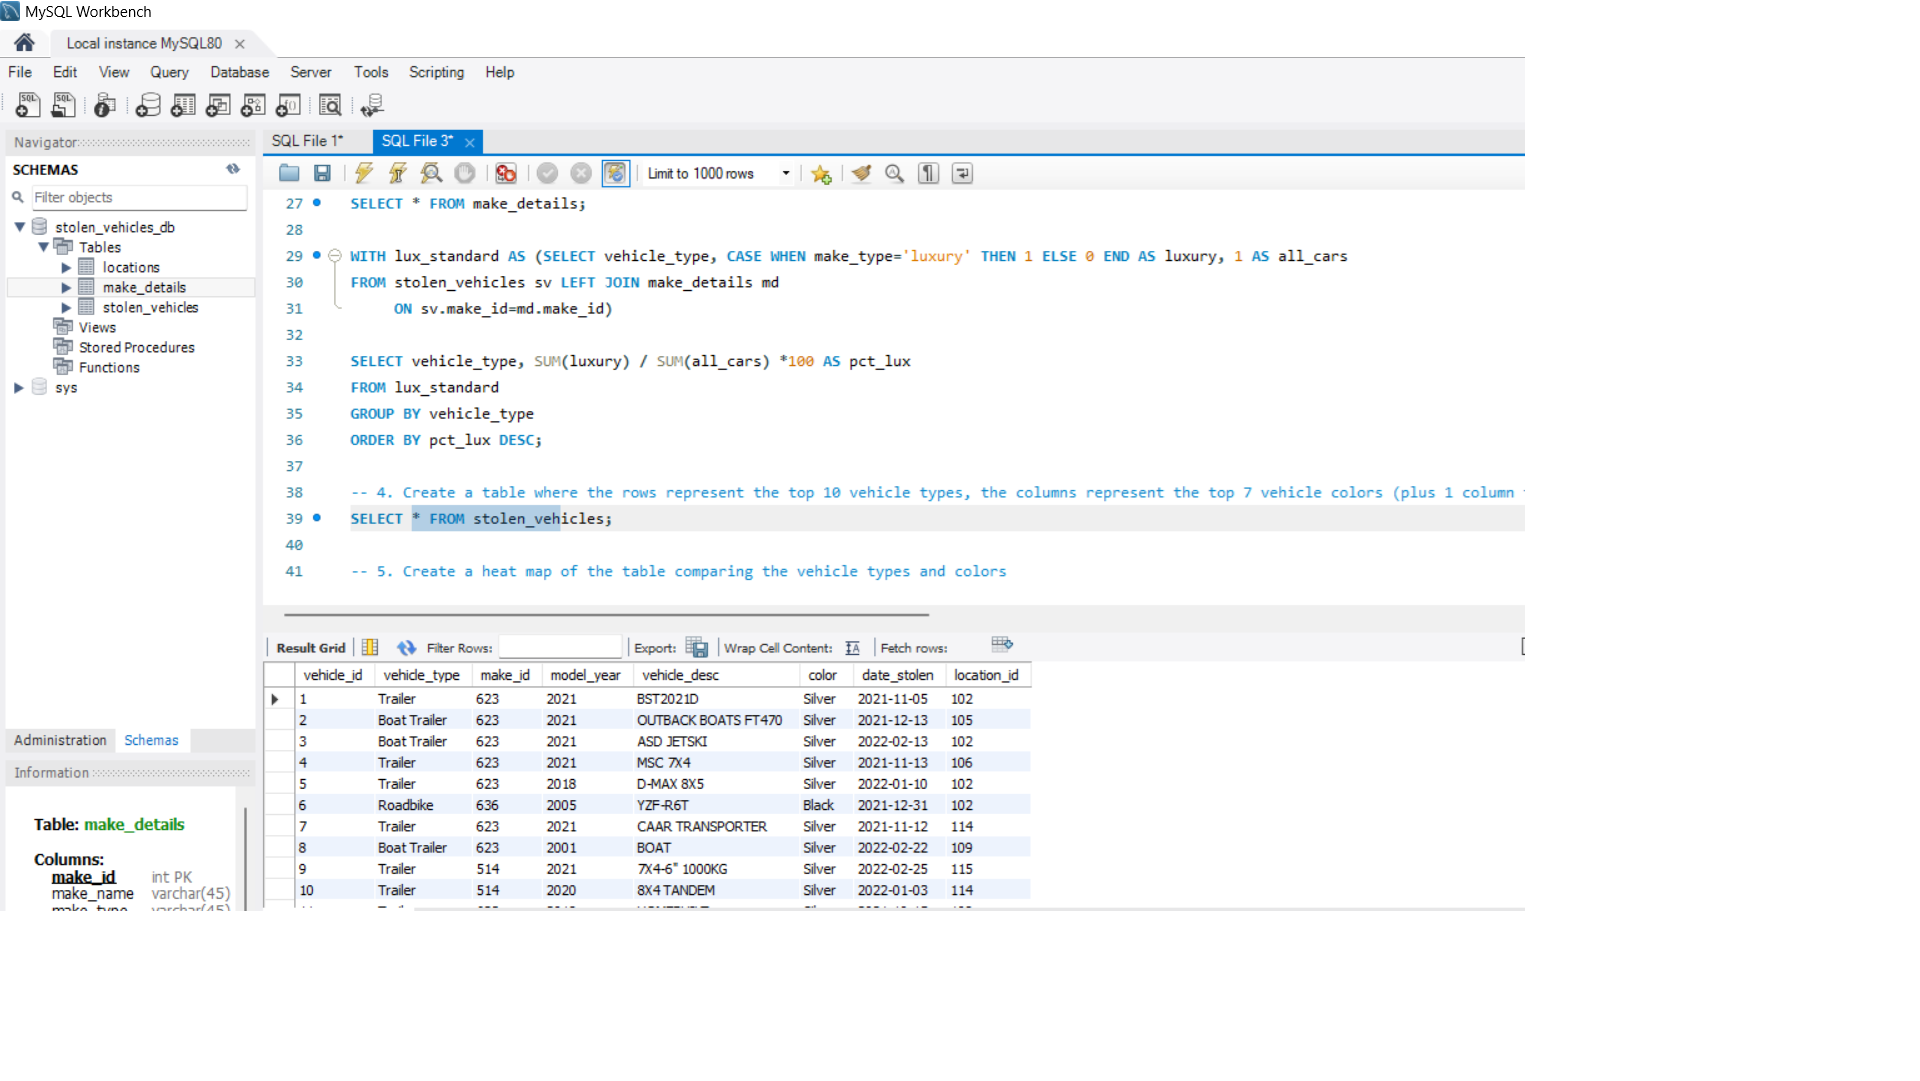 MySQL Workbench
Local instance MySQL80
File Edit View Query Database Server Tools Scripting Help
Navigator
SCHEMAS
Filter objects
stolen_vehicles_db
Tables
locations
make_details
stolen_vehicles
Views
Stored Procedures
Functions
sys
Administration Schemas
Information
Table: make_details
Columns:
make_id int PK
make_name varchar(45)
make_type varchar(45)
SQL File 1* SQL File 3*
Limit to 1000 rows
27 SELECT * FROM make_details;
28
29 WITH lux_standard AS (SELECT vehicle_type, CASE WHEN make_type='luxury' THEN 1 ELSE 0 END AS luxury, 1 AS all_cars
30 FROM stolen_vehicles sv LEFT JOIN make_details md
31 ON sv.make_id=md.make_id)
32
33 SELECT vehicle_type, SUM(luxury) / SUM(all_cars) *100 AS pct_lux
34 FROM lux_standard
35 GROUP BY vehicle_type
36 ORDER BY pct_lux DESC;
37
38 -- 4. Create a table where the rows represent the top 10 vehicle types, the columns represent the top 7 vehicle colors (plus 1 column
39 SELECT * FROM stolen_vehicles;
40
41 -- 5. Create a heat map of the table comparing the vehicle types and colors
Result Grid Filter Rows: Export: Wrap Cell Content: Fetch rows:
vehicle_id vehicle_type make_id model_year vehicle_desc color date_stolen location_id
1 Trailer 623 2021 BST2021D Silver 2021-11-05 102
2 Boat Trailer 623 2021 OUTBACK BOATS FT470 Silver 2021-12-13 105
3 Boat Trailer 623 2021 ASD JETSKI Silver 2022-02-13 102
4 Trailer 623 2021 MSC 7X4 Silver 2021-11-13 106
5 Trailer 623 2018 D-MAX 8X5 Silver 2022-01-10 102
6 Roadbike 636 2005 YZF-R6T Black 2021-12-31 102
7 Trailer 623 2021 CAAR TRANSPORTER Silver 2021-11-12 114
8 Boat Trailer 623 2001 BOAT Silver 2022-02-22 109
9 Trailer 514 2021 7X4-6" 1000KG Silver 2022-02-25 115
10 Trailer 514 2020 8X4 TANDEM Silver 2022-01-03 114